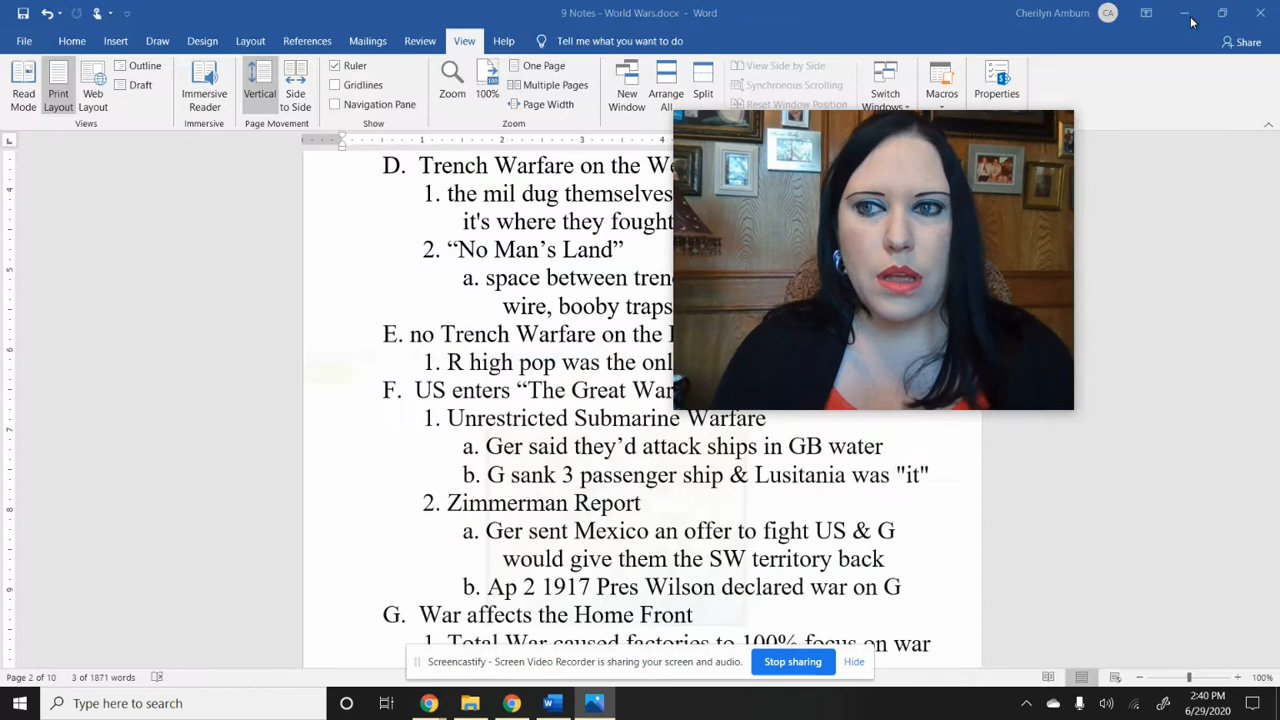 9 Notes - World Wars.docx - Word
Cherilyn Amburn CA
File Home Insert Draw Design Layout References Mailings Review View Help Tell me what you want to do Share
Read Mode
Print Layout
Web Layout
Outline
Draft
Views
Immersive Reader
Immersive
Vertical
Side to Side
Page Movement
Ruler
Gridlines
Navigation Pane
Show
Zoom
100%
One Page
Multiple Pages
Page Width
Zoom
New Window
Arrange All
Split
View Side by Side
Synchronous Scrolling
Reset Window Position
Switch Windows
Macros
Properties
1 2 3 4
D. Trench Warfare on the We
1. the mil dug themselves
it's where they fought
2. “No Man’s Land”
a. space between tren
wire, booby traps
E. no Trench Warfare on the
1. R high pop was the onl
F. US enters “The Great War
1. Unrestricted Submarine Warfare
a. Ger said they’d attack ships in GB water
b. G sank 3 passenger ship & Lusitania was "it"
2. Zimmerman Report
a. Ger sent Mexico an offer to fight US & G
would give them the SW territory back
b. Ap 2 1917 Pres Wilson declared war on G
G. War affects the Home Front
1. Total War caused factories to 100% focus on war
4
5
6
7
8
9
Screencastify - Screen Video Recorder is sharing your screen and audio. Stop sharing Hide
Page 2 of 10 3 of 1871 words 100%
Type here to search
2:40 PM
6/29/2020